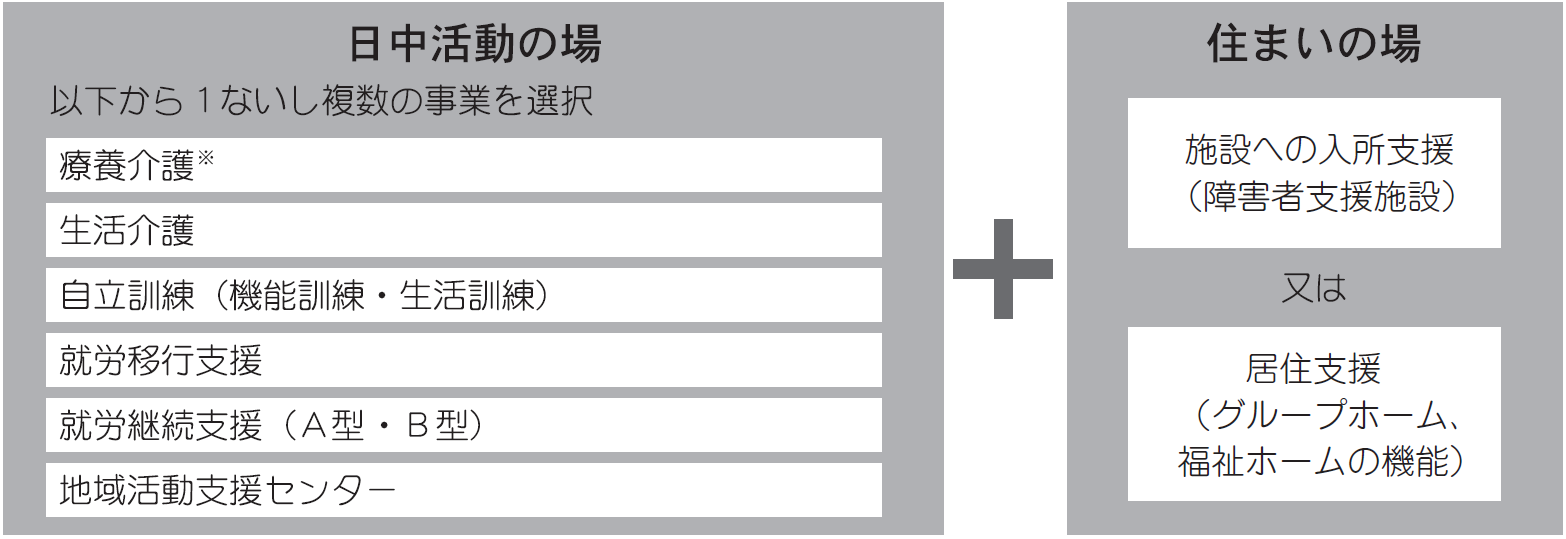 日中活動の場
以下から１ないし複数の事業を選択
療養介護※
生活介護
自立訓練（機能訓練・生活訓練）
就労移行支援
就労継続支援（Ａ型・Ｂ型）
地域活動支援センター
＋
住まいの場
施設への入所支援
（障害者支援施設）
又は
居住支援
（グループホーム、
福祉ホームの機能）